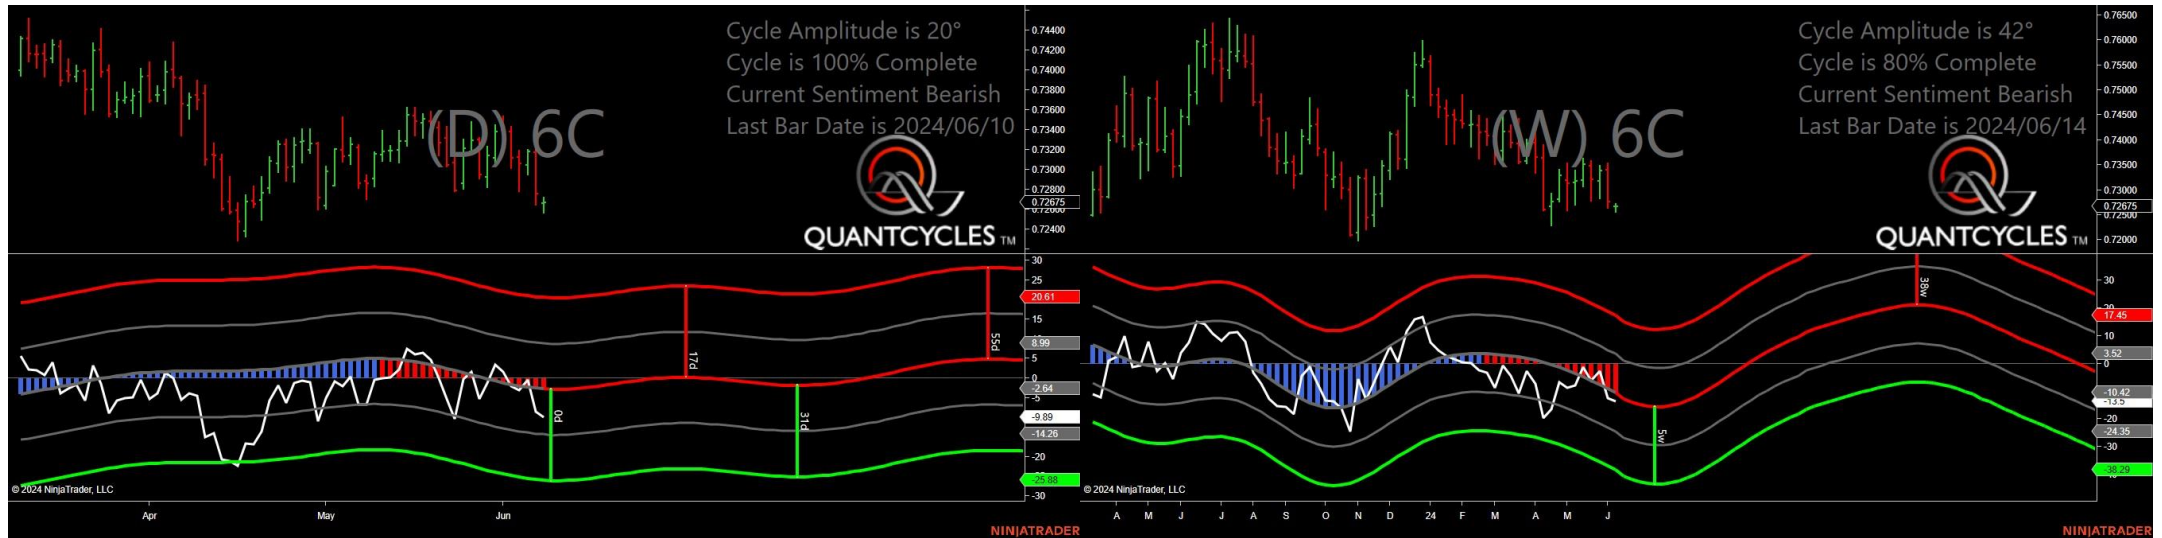 Cycle Amplitude is 20°
Cycle is 100% Complete
Current Sentiment Bearish
Last Bar Date is 2024/06/10
(D) 6C
QUANTCYCLES TM
0.74400
0.74200
0.74000
0.73800
0.73600
0.73400
0.73200
0.73000
0.72800
0.72675
0.72400
30
25
20.61
15
8.99
5
0
-2.64
-5
-9.89
-14.26
-20
-25.88
-30
17d
55d
0d
31d
© 2024 NinjaTrader, LLC
Apr May Jun
NINJATRADER
Cycle Amplitude is 42°
Cycle is 80% Complete
Current Sentiment Bearish
Last Bar Date is 2024/06/14
(W) 6C
QUANTCYCLES TM
0.76500
0.76000
0.75500
0.75000
0.74500
0.74000
0.73500
0.73000
0.72675
0.72500
0.72000
30
20
17.45
10
3.52
0
-10.42
-13.5
-20
-24.35
-30
-38.29
38w
5w
© 2024 NinjaTrader, LLC
A M J J A S O N D 24 F M A M J
NINJATRADER